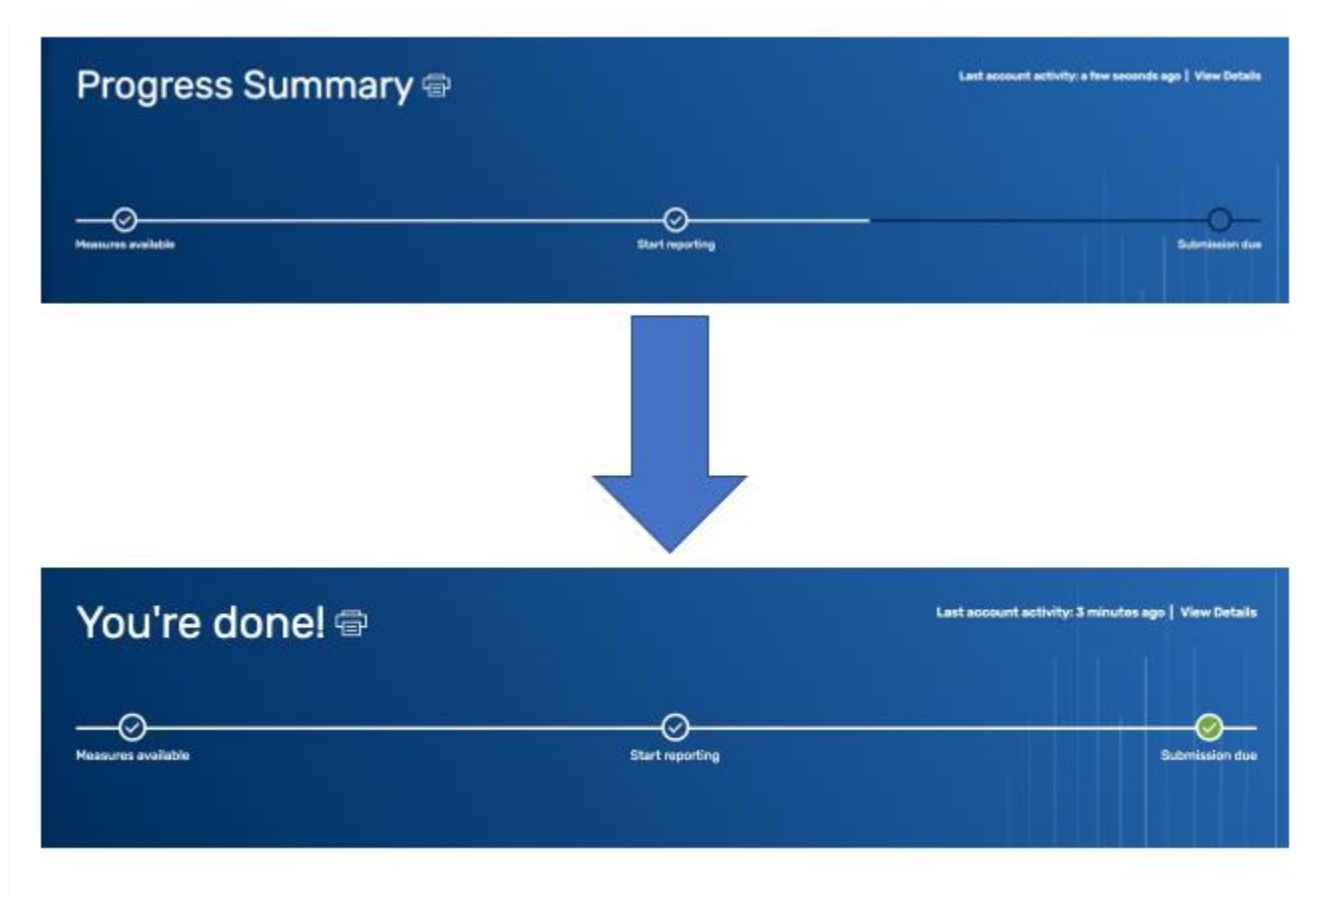 Progress Summary
Last account activity: a few seconds ago | View Details
Measures available
Start reporting
Submission due
You're done!
Last account activity: 3 minutes ago | View Details
Measures available
Start reporting
Submission due